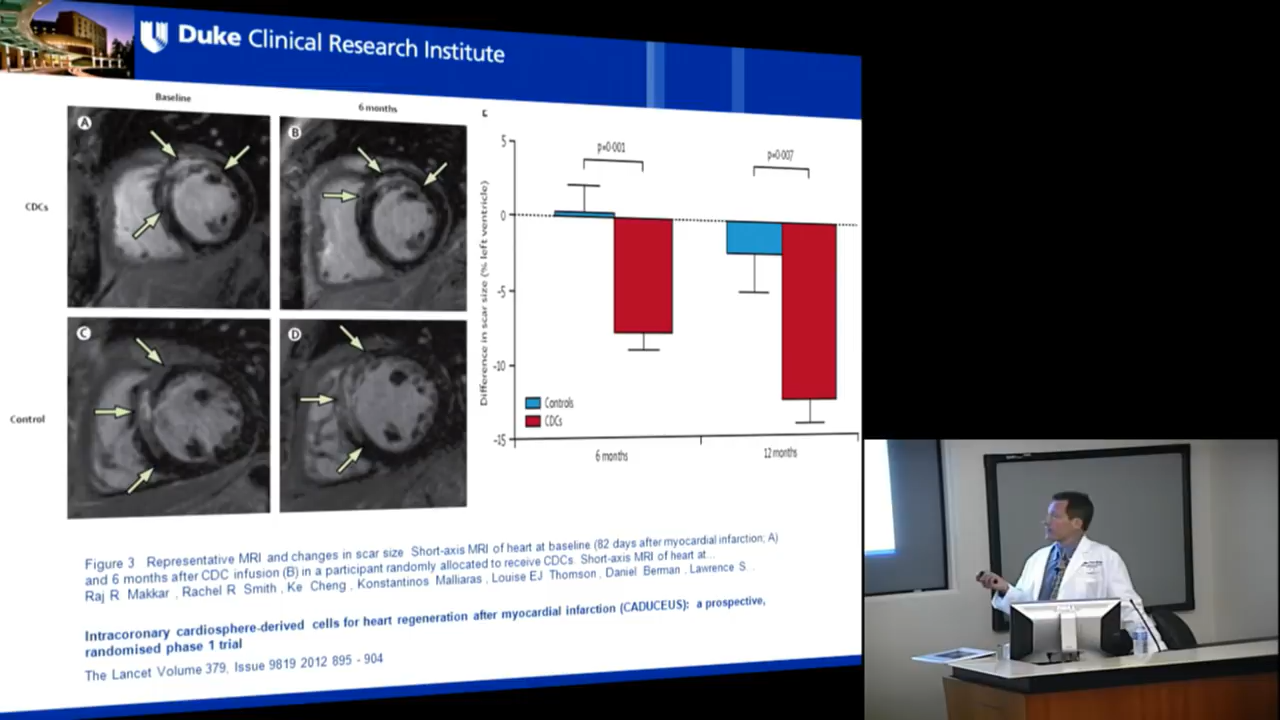 Duke Clinical Research Institute
Baseline
6 months
E
A
B
CDCs
C
D
Control
5
0
-5
-10
-15
Difference in scar size (% left ventricle)
p=0·001
p=0·007
Controls
CDCs
6 months
12 months
Figure 3 Representative MRI and changes in scar size Short-axis MRI of heart at baseline (82 days after myocardial infarction; A)
and 6 months after CDC infusion (B) in a participant randomly allocated to receive CDCs. Short-axis MRI of heart at...
Raj R Makkar , Rachel R Smith , Ke Cheng , Konstantinos Malliaras , Louise EJ Thomson , Daniel Berman , Lawrence S ...
Intracoronary cardiosphere-derived cells for heart regeneration after myocardial infarction (CADUCEUS): a prospective,
randomised phase 1 trial
The Lancet Volume 379, Issue 9819 2012 895 - 904
DELL